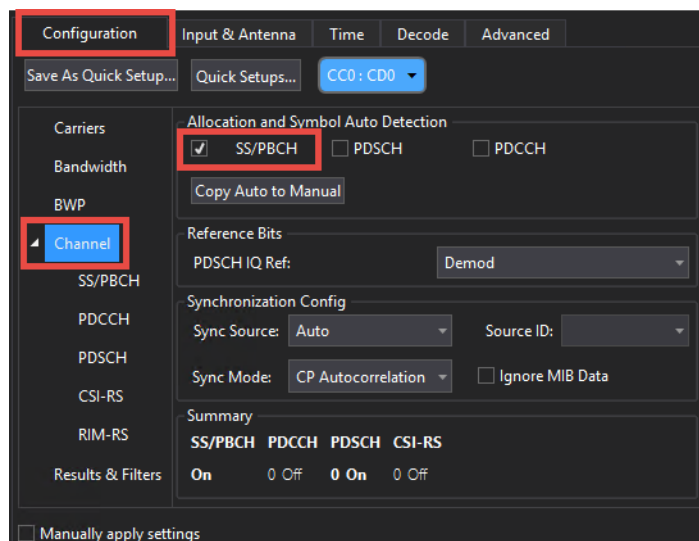 Configuration Input & Antenna Time Decode Advanced
Save As Quick Setup... Quick Setups... CC0 : CD0
Carriers
Bandwidth
BWP
Channel
SS/PBCH
PDCCH
PDSCH
CSI-RS
RIM-RS
Results & Filters
Allocation and Symbol Auto Detection
SS/PBCH PDSCH PDCCH
Copy Auto to Manual
Reference Bits
PDSCH IQ Ref: Demod
Synchronization Config
Sync Source: Auto Source ID:
Sync Mode: CP Autocorrelation Ignore MIB Data
Summary
SS/PBCH PDCCH PDSCH CSI-RS
On 0 Off 0 On 0 Off
Manually apply settings